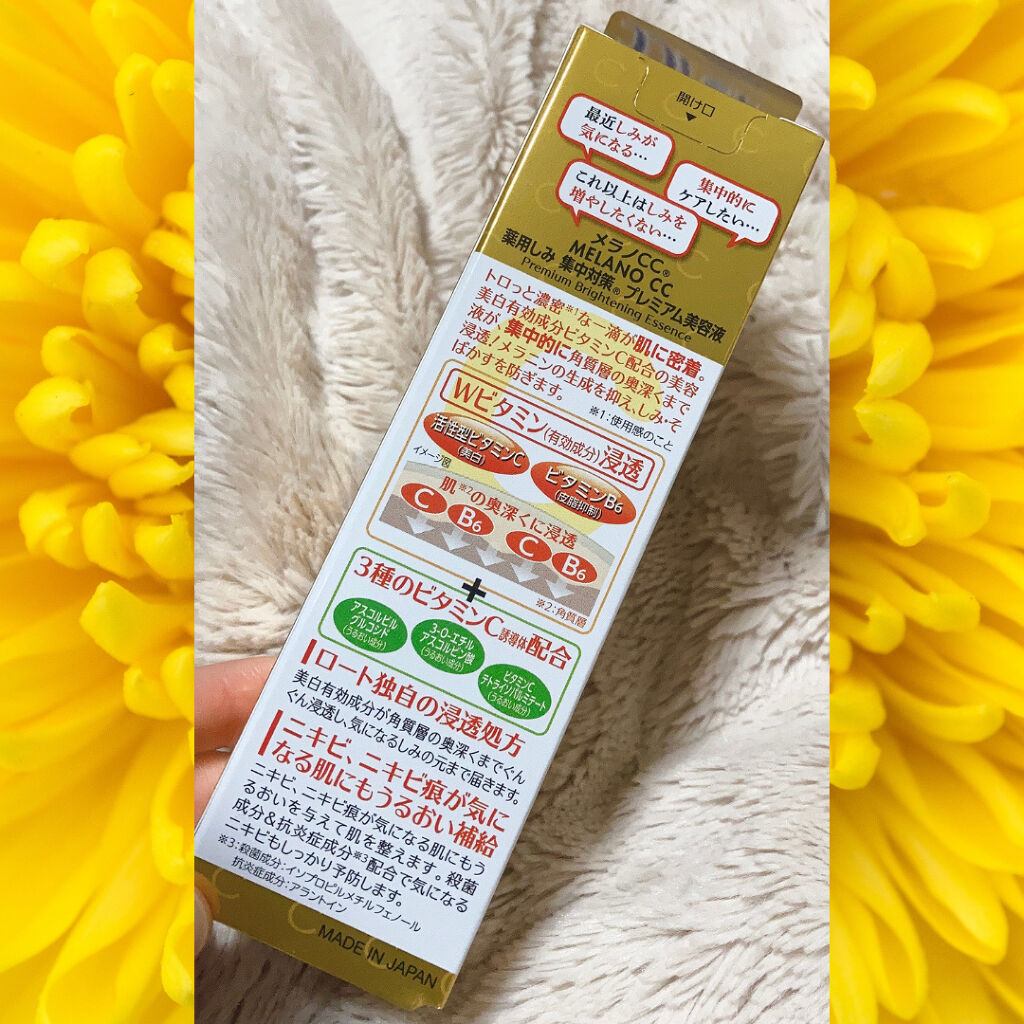 開け口
最近しみが
気になる…
集中的に
ケアしたい…
これ以上はしみを
増やしたくない…
メラノCC®
MELANO CC
薬用しみ 集中対策® プレミアム美容液
Premium Brightening Essence
トロっと濃密※1な一滴が肌に密着。
美白有効成分ビタミンC配合の美容
液が、集中的に角質層の奥深くまで
浸透！メラニンの生成を抑え、しみ・そ
ばかすを防ぎます。
※1：使用感のこと
Wビタミン(有効成分)浸透
活性型ビタミンC
(美白)
ビタミンB6
(皮脂抑制)
イメージ図
肌※2の奥深くに浸透
C
B6
C
B6
※2：角質層
+
3種のビタミンC誘導体配合
アスコルビル
グルコシド
(うるおい成分)
3-O-エチル
アスコルビン酸
(うるおい成分)
ビタミンC
テトライソパルミテート
(うるおい成分)
ロート独自の浸透処方
美白有効成分が角質層の奥深くまでぐん
ぐん浸透し、気になるしみの元まで届きます。
ニキビ、ニキビ痕が気に
なる肌にもうるおい補給
ニキビ、ニキビ痕が気になる肌にもう
るおいを与えて肌を整えます。殺菌
成分&抗炎症成分※3配合で気になる
ニキビもしっかり予防します。
※3：殺菌成分：イソプロピルメチルフェノール
抗炎症成分：アラントイン
MADE IN JAPAN